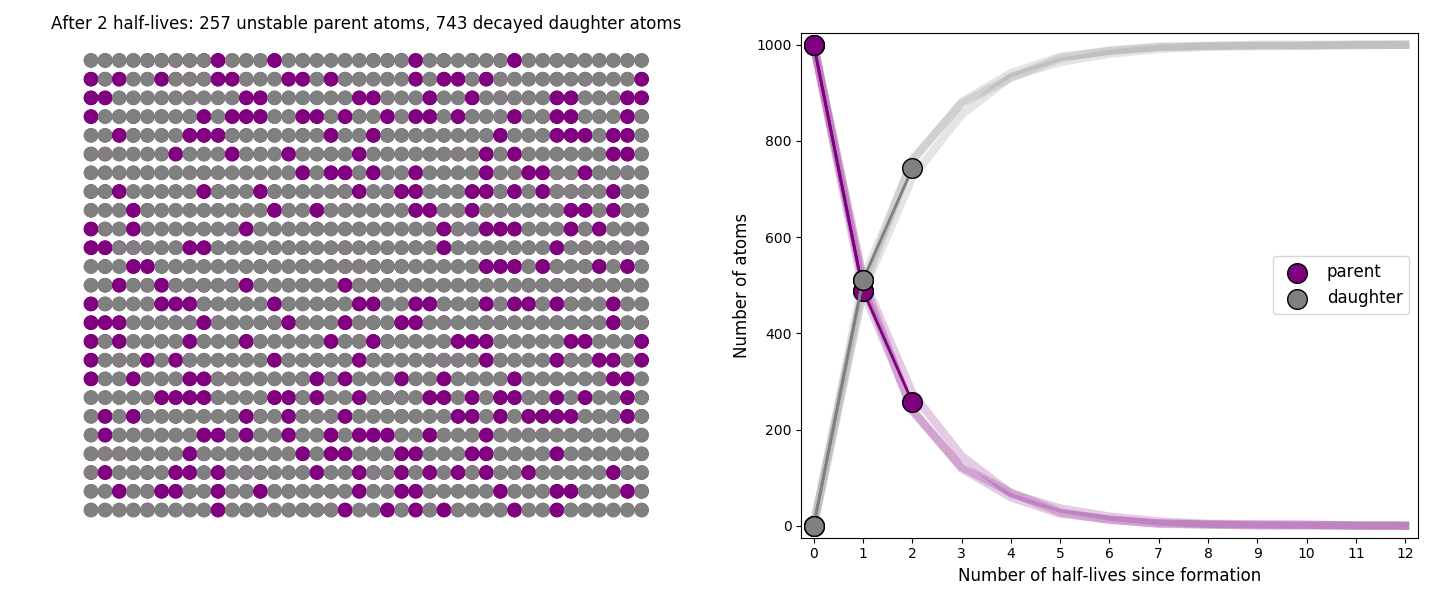 After 2 half-lives: 257 unstable parent atoms, 743 decayed daughter atoms
1000
800
600
400
200
0
Number of atoms
parent
daughter
0 1 2 3 4 5 6 7 8 9 10 11 12
Number of half-lives since formation